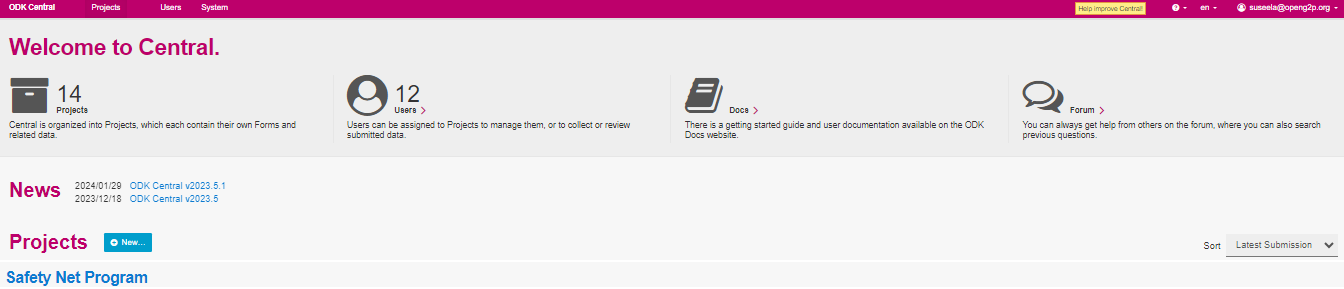 ODK Central Projects Users System Help improve Central! en suseela@openg2p.org
Welcome to Central.
14
Projects
Central is organized into Projects, which each contain their own Forms and
related data.
12
Users
Users can be assigned to Projects to manage them, or to collect or review
submitted data.
Docs
There is a getting started guide and user documentation available on the ODK
Docs website.
Forum
You can always get help from others on the forum, where you can also search
previous questions.
News
2024/01/29 ODK Central v2023.5.1
2023/12/18 ODK Central v2023.5
Projects New...
Sort Latest Submission
Safety Net Program